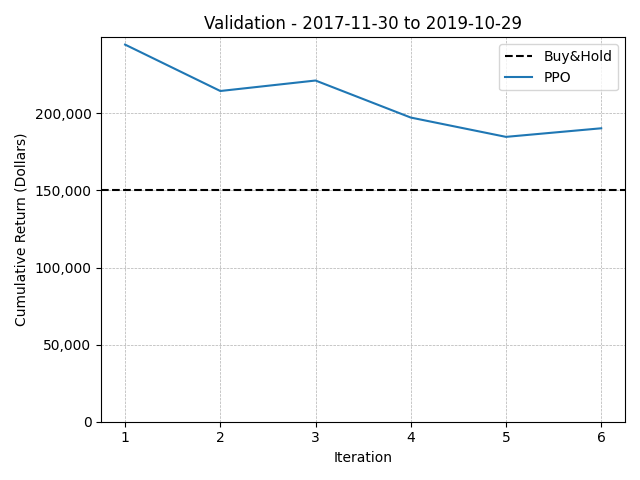 Validation - 2017-11-30 to 2019-10-29
Buy&Hold
PPO
Cumulative Return (Dollars)
200,000
150,000
100,000
50,000
0
1 2 3 4 5 6
Iteration